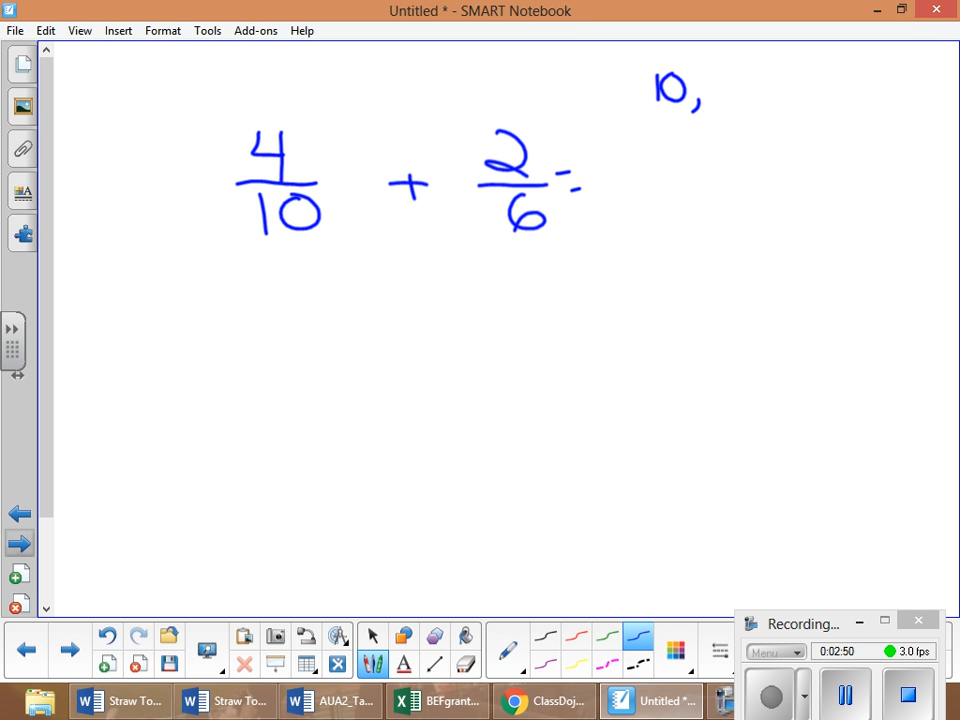 Untitled * - SMART Notebook
File Edit View Insert Format Tools Add-ons Help
10,
4/10 + 2/6 =
Recording...
Menu 0:02:50 3.0 fps
Straw To... Straw To... AUA2_Ta... BEFgrant... ClassDoj... Untitled *...